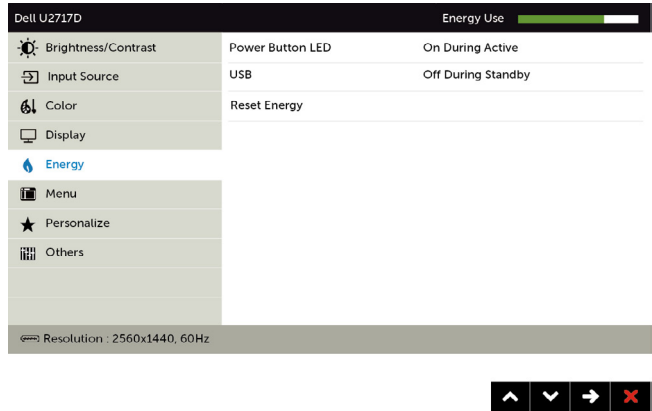 Dell U2717D Energy Use
Brightness/Contrast Power Button LED On During Active
Input Source USB Off During Standby
Color Reset Energy
Display
Energy
Menu
Personalize
Others
Resolution : 2560x1440, 60Hz